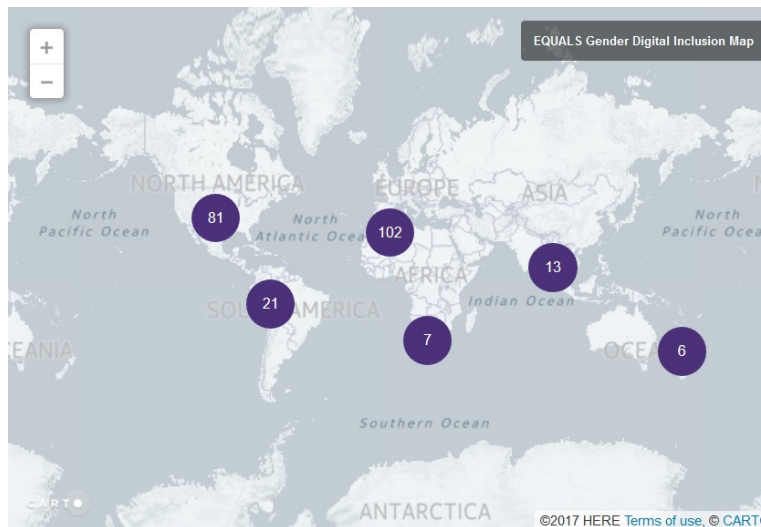 +
EQUALS Gender Digital Inclusion Map
−
NORTH AMERICA
EUROPE
ASIA
81
North
Pacific Ocean
North
Atlantic Ocea
102
North
Pacific Ocea
13
AFRICA
Indian Ocean
21
SOU AMERICA
7
EANIA
OCEA
6
Southern Ocean
CARTO
ANTARCTICA
©2017 HERE Terms of use, © CARTO